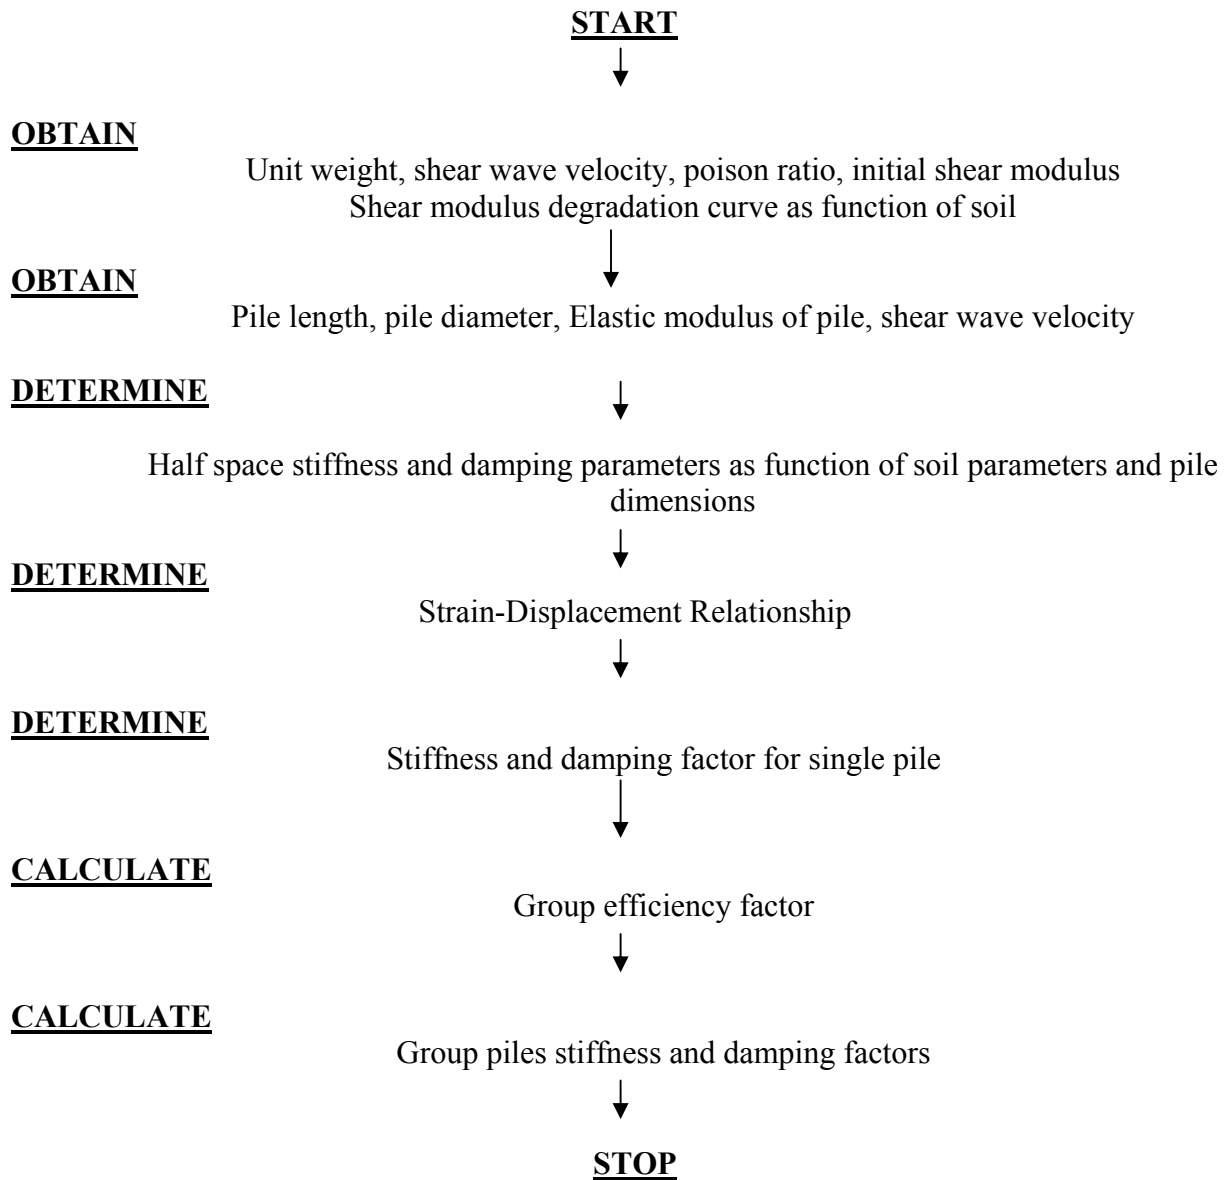 START
OBTAIN
Unit weight, shear wave velocity, poison ratio, initial shear modulus
Shear modulus degradation curve as function of soil
OBTAIN
Pile length, pile diameter, Elastic modulus of pile, shear wave velocity
DETERMINE
Half space stiffness and damping parameters as function of soil parameters and pile
dimensions
DETERMINE
Strain-Displacement Relationship
DETERMINE
Stiffness and damping factor for single pile
CALCULATE
Group efficiency factor
CALCULATE
Group piles stiffness and damping factors
STOP